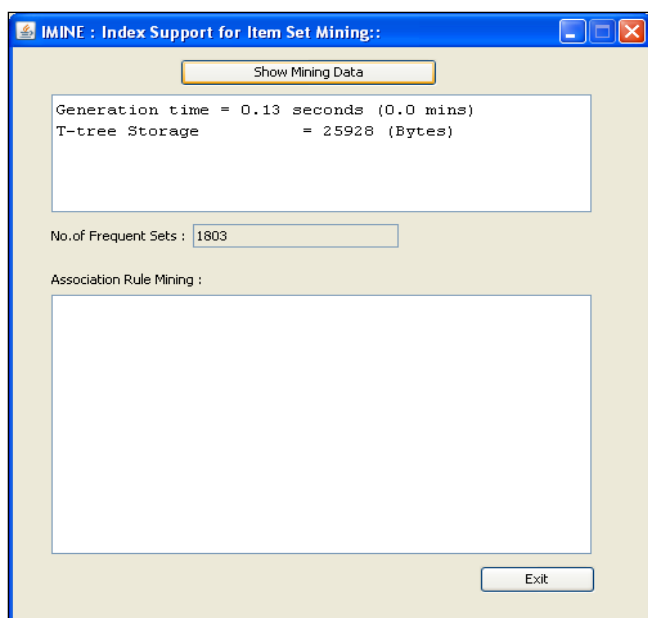 IMINE : Index Support for Item Set Mining::
Show Mining Data
Generation time = 0.13 seconds (0.0 mins)
T-tree Storage = 25928 (Bytes)
No.of Frequent Sets : 1803
Association Rule Mining :
Exit